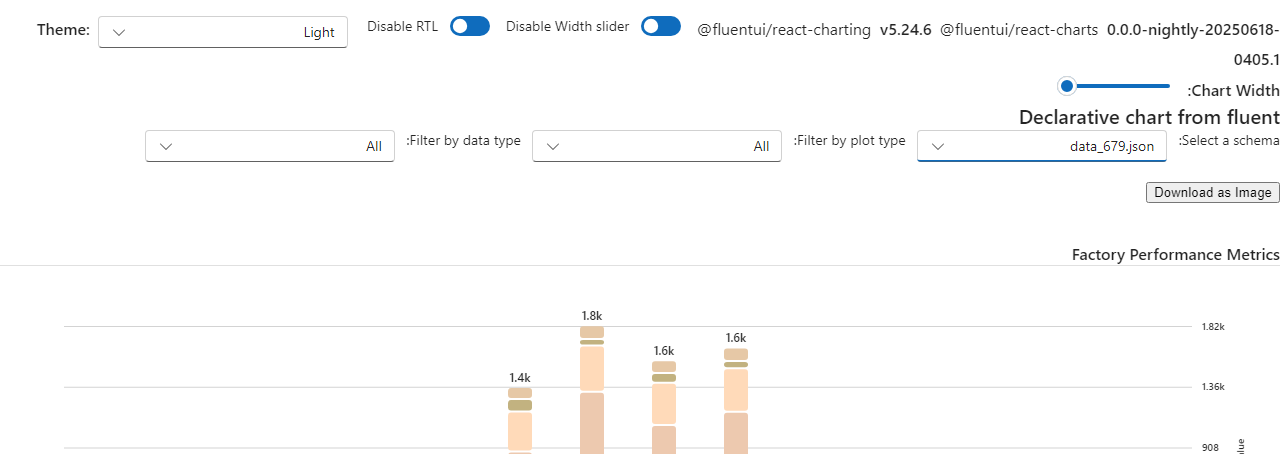 Theme: Light Disable RTL Disable Width slider @fluentui/react-charting v5.24.6 @fluentui/react-charts 0.0.0-nightly-20250618-
0405.1
:Chart Width
Declarative chart from fluent
:Select a schema data_679.json :Filter by plot type All :Filter by data type All
Download as Image
Factory Performance Metrics
1.8k
1.82k
1.6k
1.6k
1.4k
1.36k
908